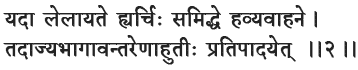 यदा लेलायते ह्यर्चिः समिद्धे हव्यवाहने ।
तदाज्यभागावन्तरेणाहुतीः प्रतिपादयेत् ।।२।।